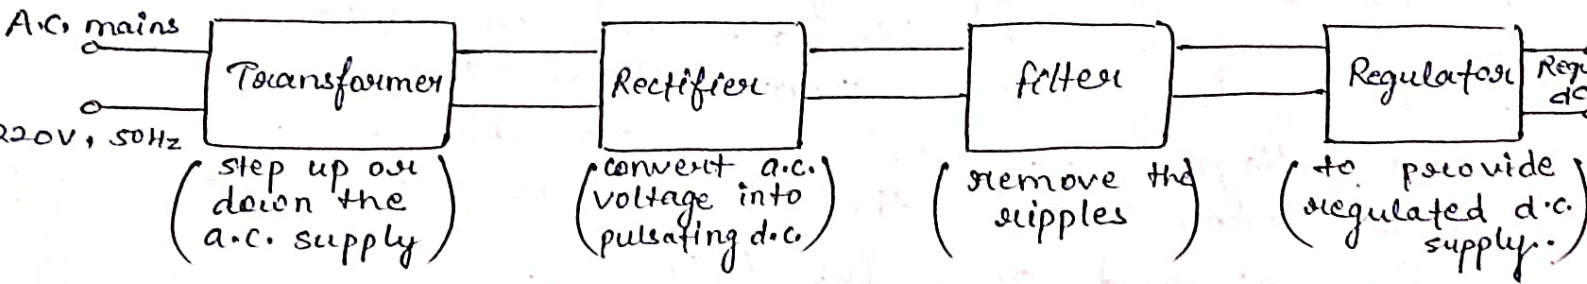 A.C. mains
Transformer
Rectifier
filter
Regulator
220V, 50Hz
(step up or
down the
a.c. supply)
(convert a.c.
voltage into
pulsating d.c.)
(remove the
ripples)
(to provide
regulated d.c.
supply..)